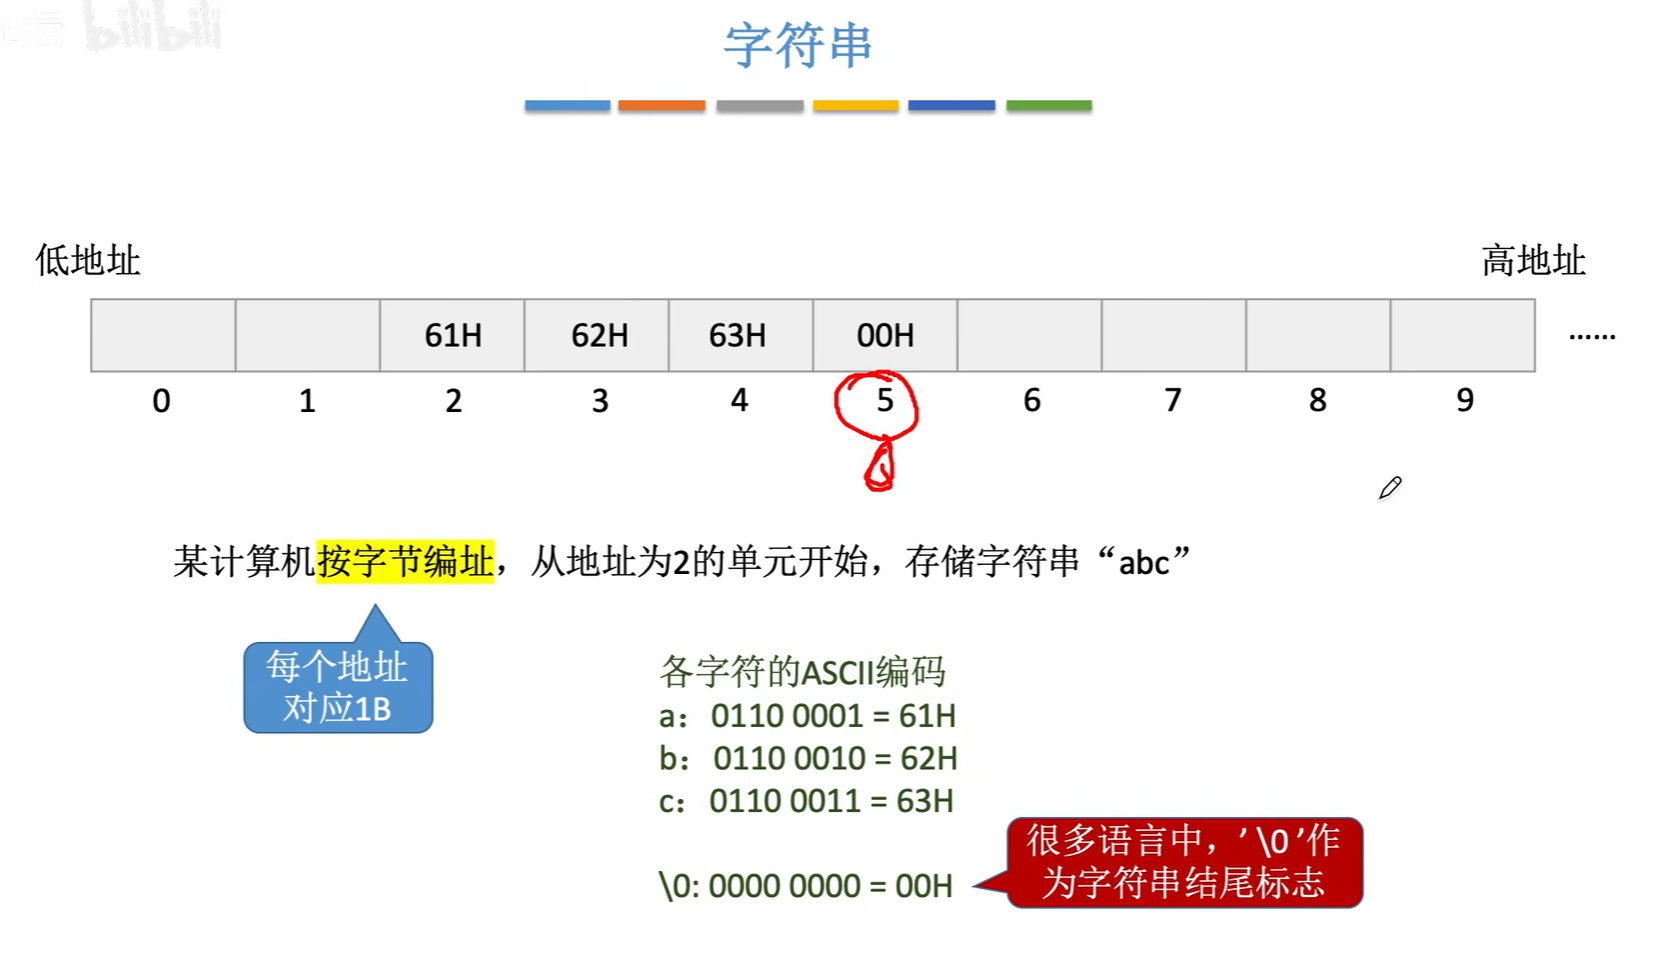 bilibili
字符串
低地址
高地址
61H 62H 63H 00H ......
0 1 2 3 4 5 6 7 8 9
某计算机按字节编址，从地址为2的单元开始，存储字符串“abc”
每个地址
对应1B
各字符的ASCII编码
a： 0110 0001 = 61H
b： 0110 0010 = 62H
c： 0110 0011 = 63H
\0: 0000 0000 = 00H
很多语言中，’\0’作
为字符串结尾标志